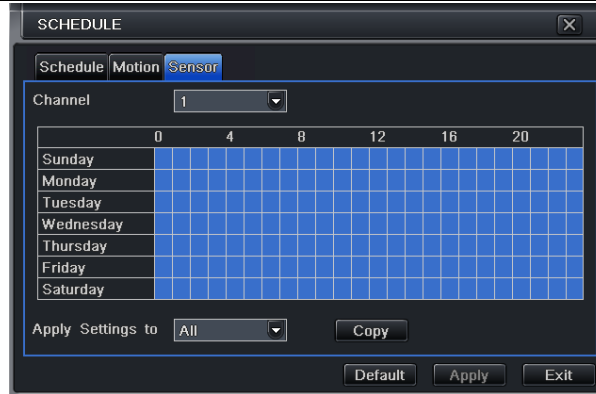 SCHEDULE
Schedule Motion Sensor
Channel 1
0 4 8 12 16 20
Sunday
Monday
Tuesday
Wednesday
Thursday
Friday
Saturday
Apply Settings to All Copy
Default Apply Exit